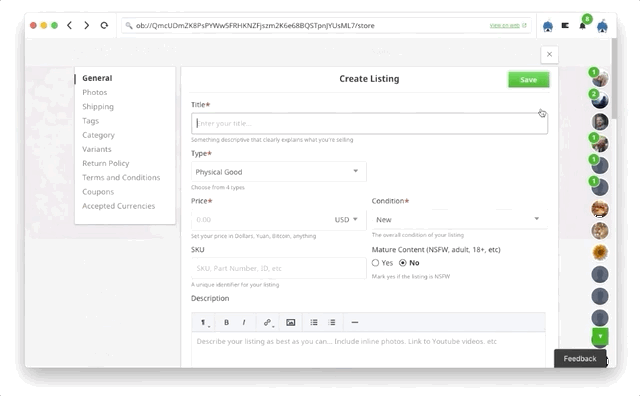 ob://QmcUDmZK8PsPYWw5FRHKNZFjszm2K6e68BQSTpnJYUsML7/store
View on web
8
General
Photos
Shipping
Tags
Category
Variants
Return Policy
Terms and Conditions
Coupons
Accepted Currencies
Create Listing
Save
Title*
Enter your title...
Something descriptive that clearly explains what you're selling
Type*
Physical Good
Choose from 4 types
Price*
Condition*
0.00
USD
New
Set your price in Dollars, Yuan, Bitcoin, anything
The overall condition of your listing
SKU
Mature Content (NSFW, adult, 18+, etc)
SKU, Part Number, ID, etc
Yes
No
A unique identifier for your listing
Mark yes if the listing is NSFW
Description
B I
Describe your listing as best as you can... Include inline photos. Link to Youtube videos. etc
1
2
1
1
1
Feedback